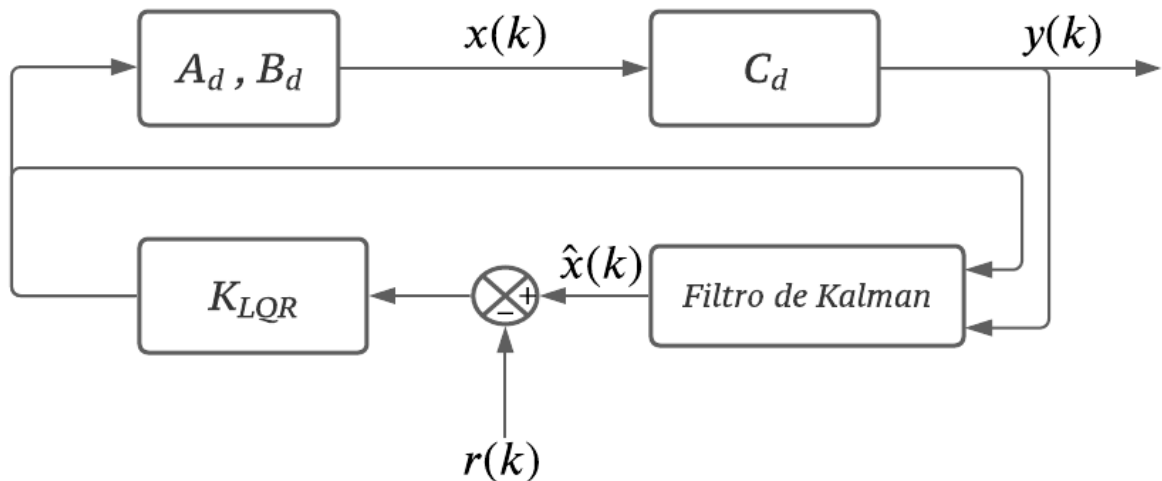 x(k)
y(k)
A_d , B_d
C_d
x̂(k)
K_LQR
+
Filtro de Kalman
−
r(k)